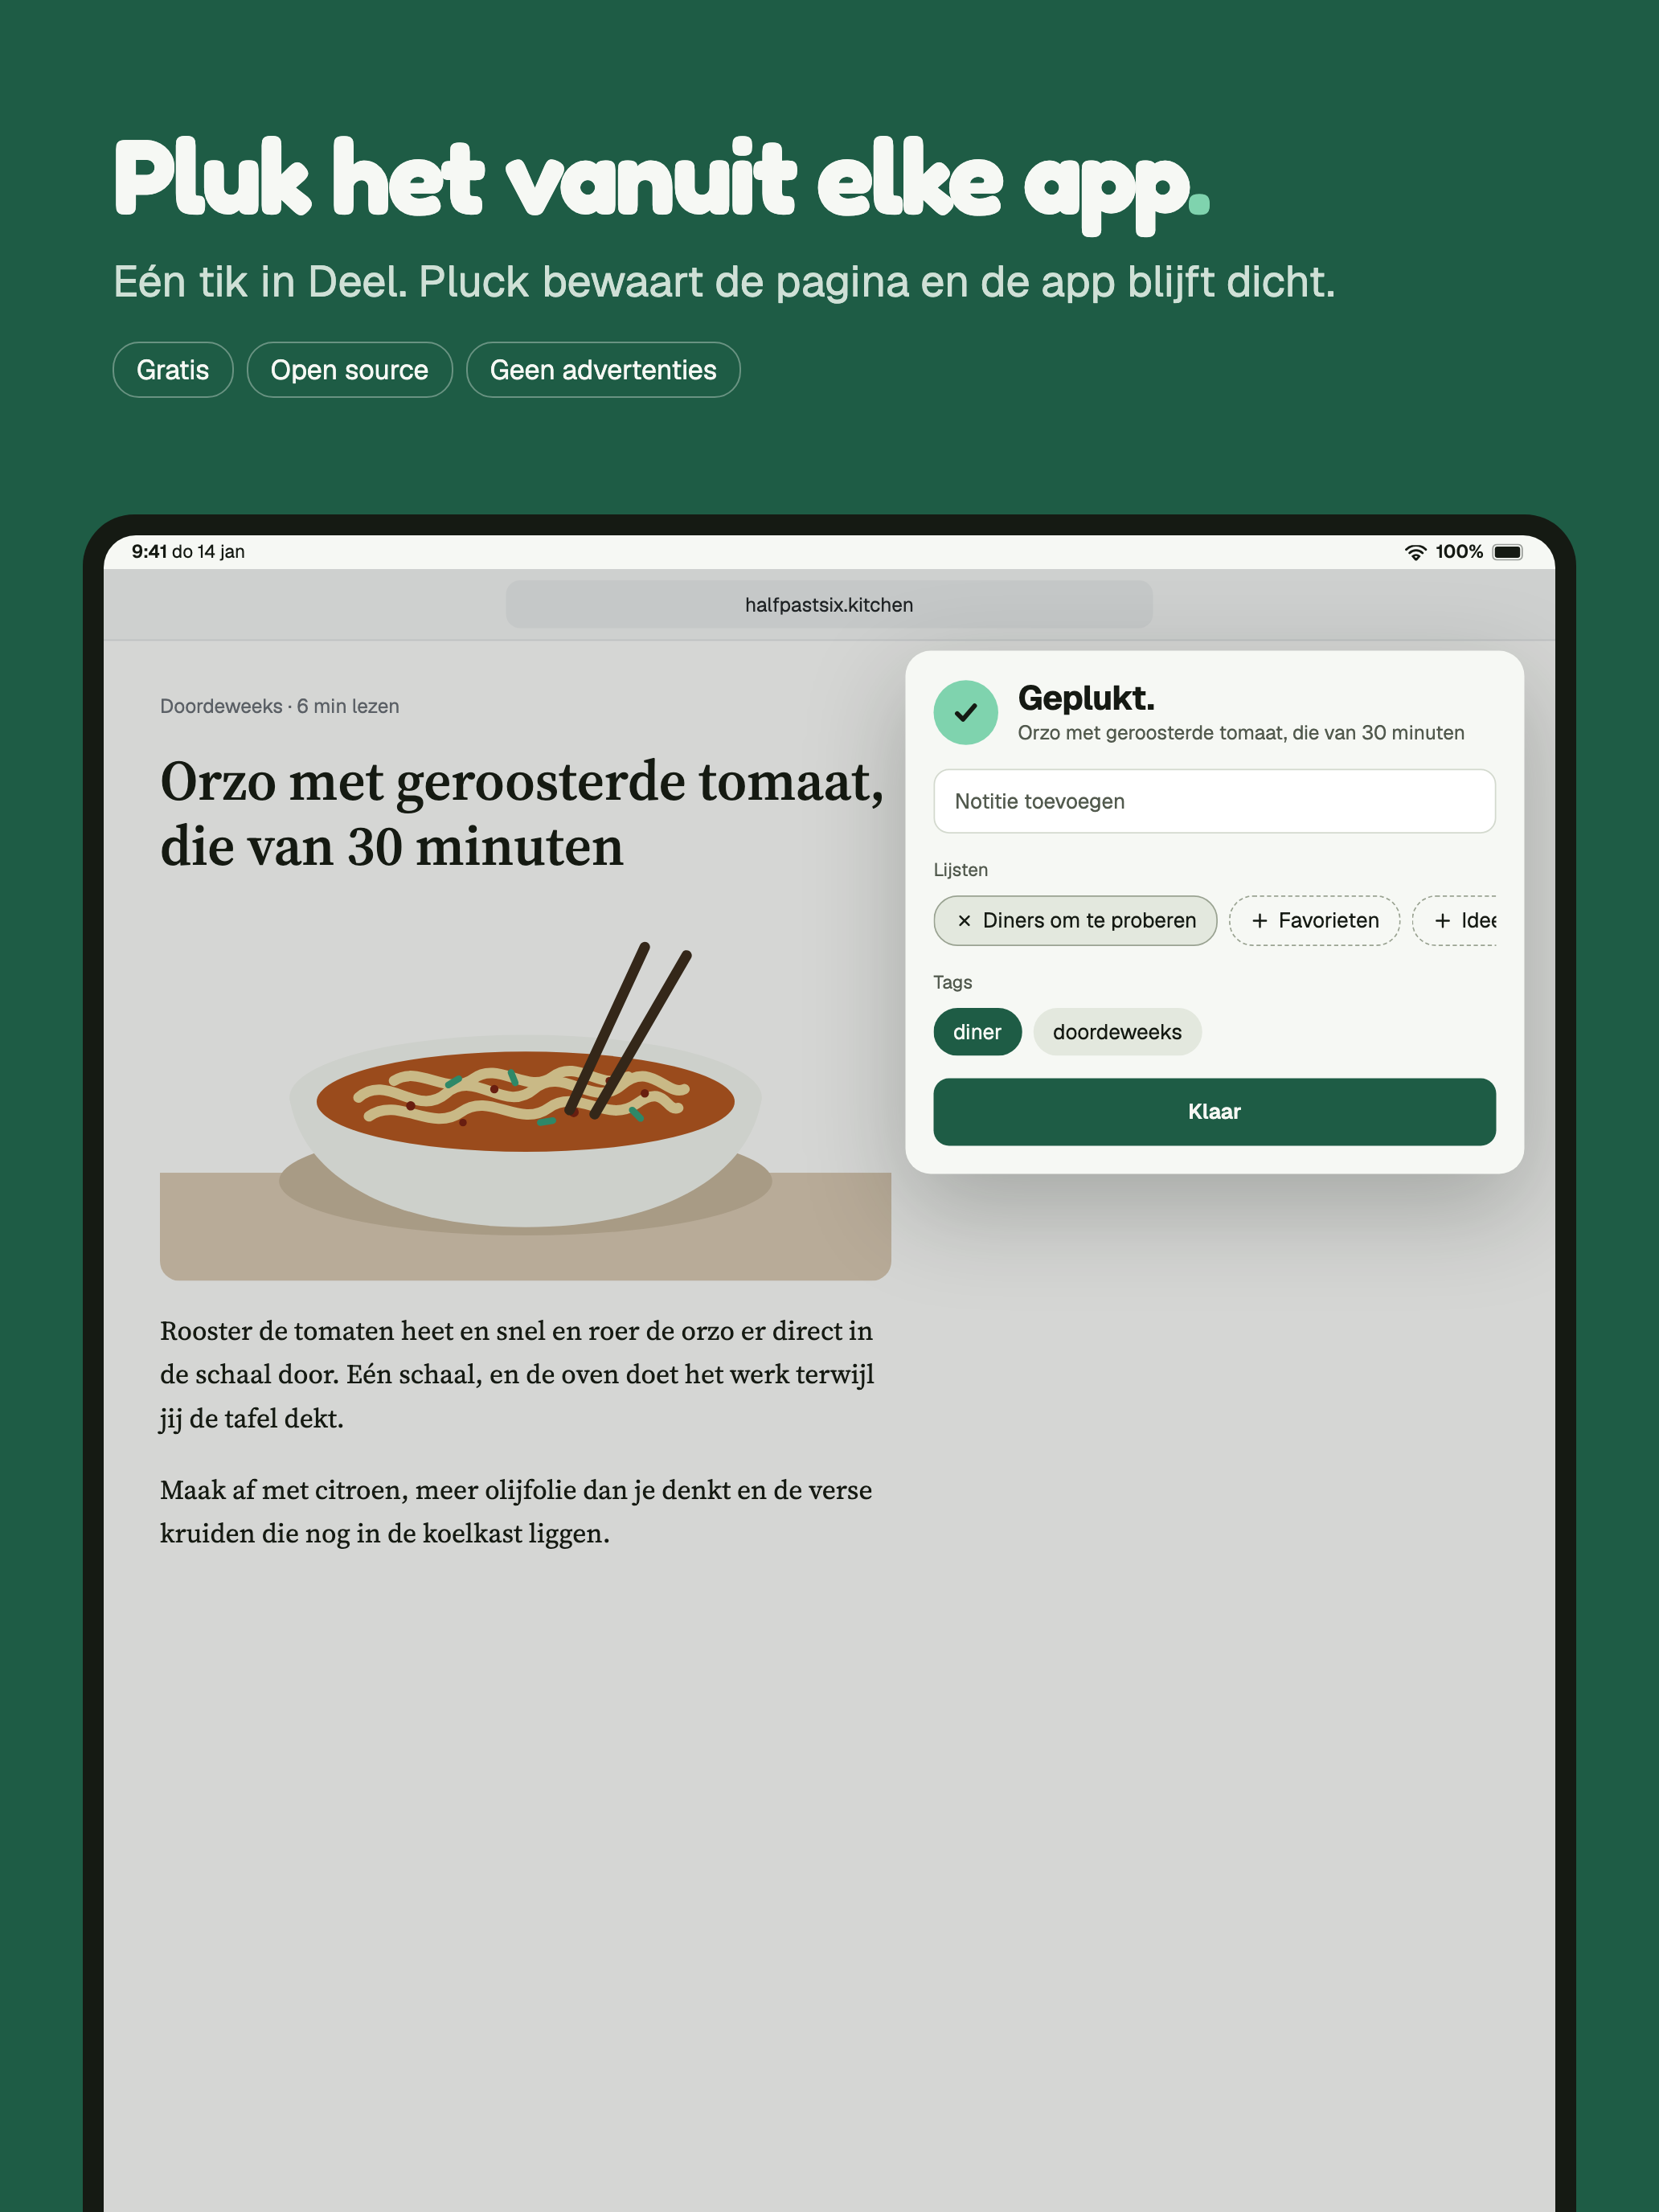 Pluk het vanuit elke app.
Eén tik in Deel. Pluck bewaart de pagina en de app blijft dicht.
Gratis
Open source
Geen advertenties
9:41 do 14 jan
100%
halfpastsix.kitchen
Doordeweeks · 6 min lezen
Orzo met geroosterde tomaat,
die van 30 minuten
Rooster de tomaten heet en snel en roer de orzo er direct in
de schaal door. Eén schaal, en de oven doet het werk terwijl
jij de tafel dekt.
Maak af met citroen, meer olijfolie dan je denkt en de verse
kruiden die nog in de koelkast liggen.
Geplukt.
Orzo met geroosterde tomaat, die van 30 minuten
Notitie toevoegen
Lijsten
× Diners om te proberen
+ Favorieten
+ Idee
Tags
diner
doordeweeks
Klaar